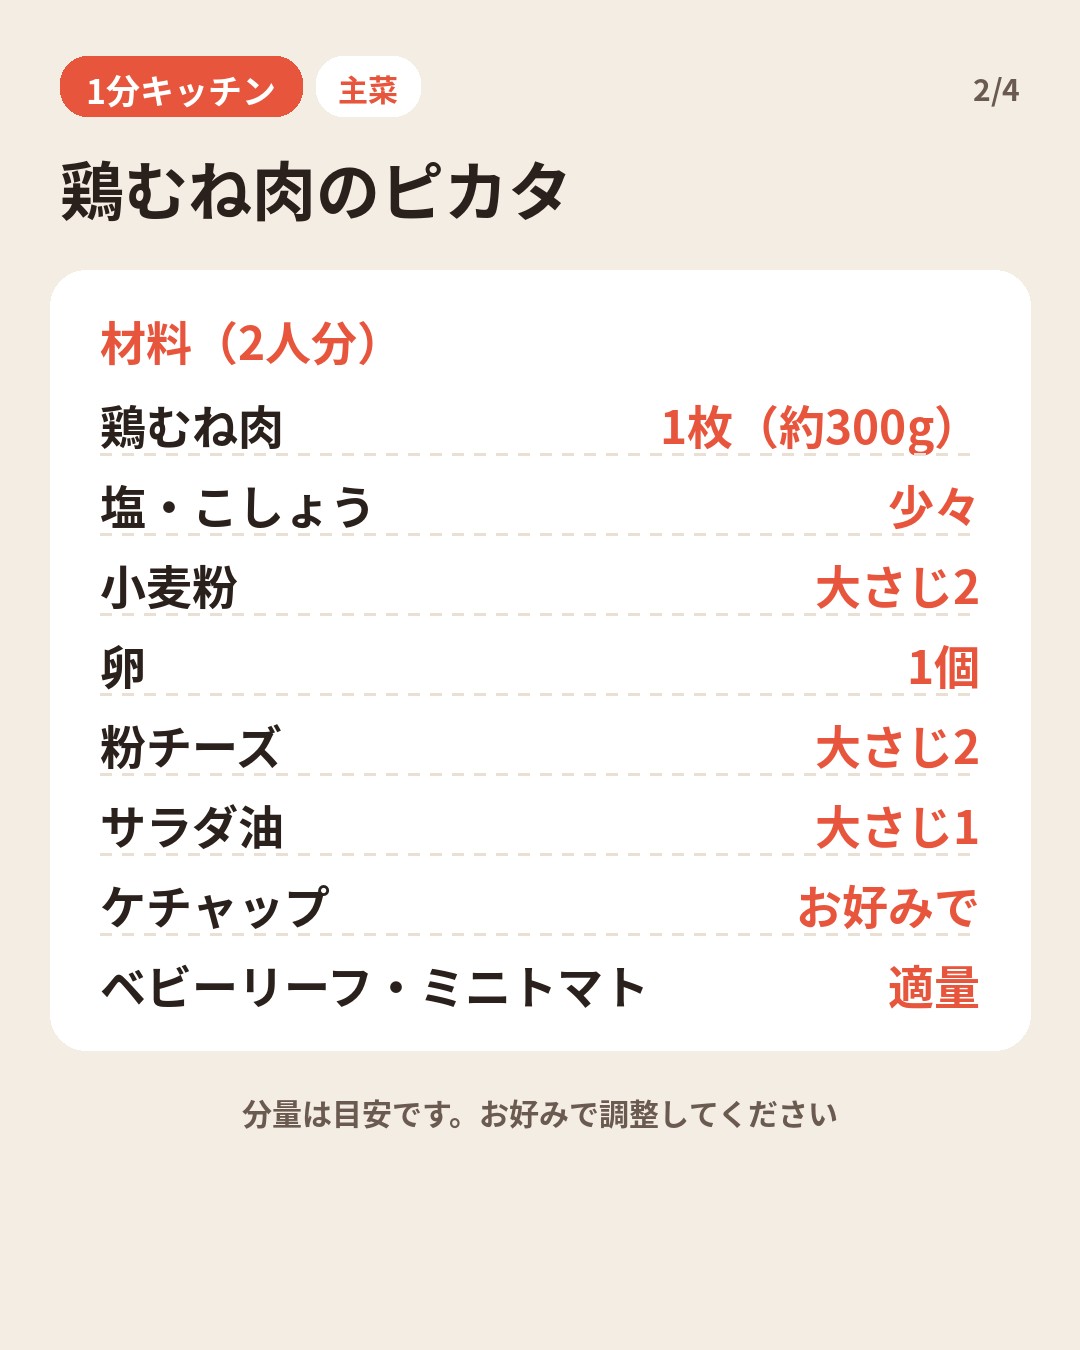 1分キッチン 主菜 2/4
鶏むね肉のピカタ
材料（2人分）
鶏むね肉 1枚（約300g）
塩・こしょう 少々
小麦粉 大さじ2
卵 1個
粉チーズ 大さじ2
サラダ油 大さじ1
ケチャップ お好みで
ベビーリーフ・ミニトマト 適量
分量は目安です。お好みで調整してください